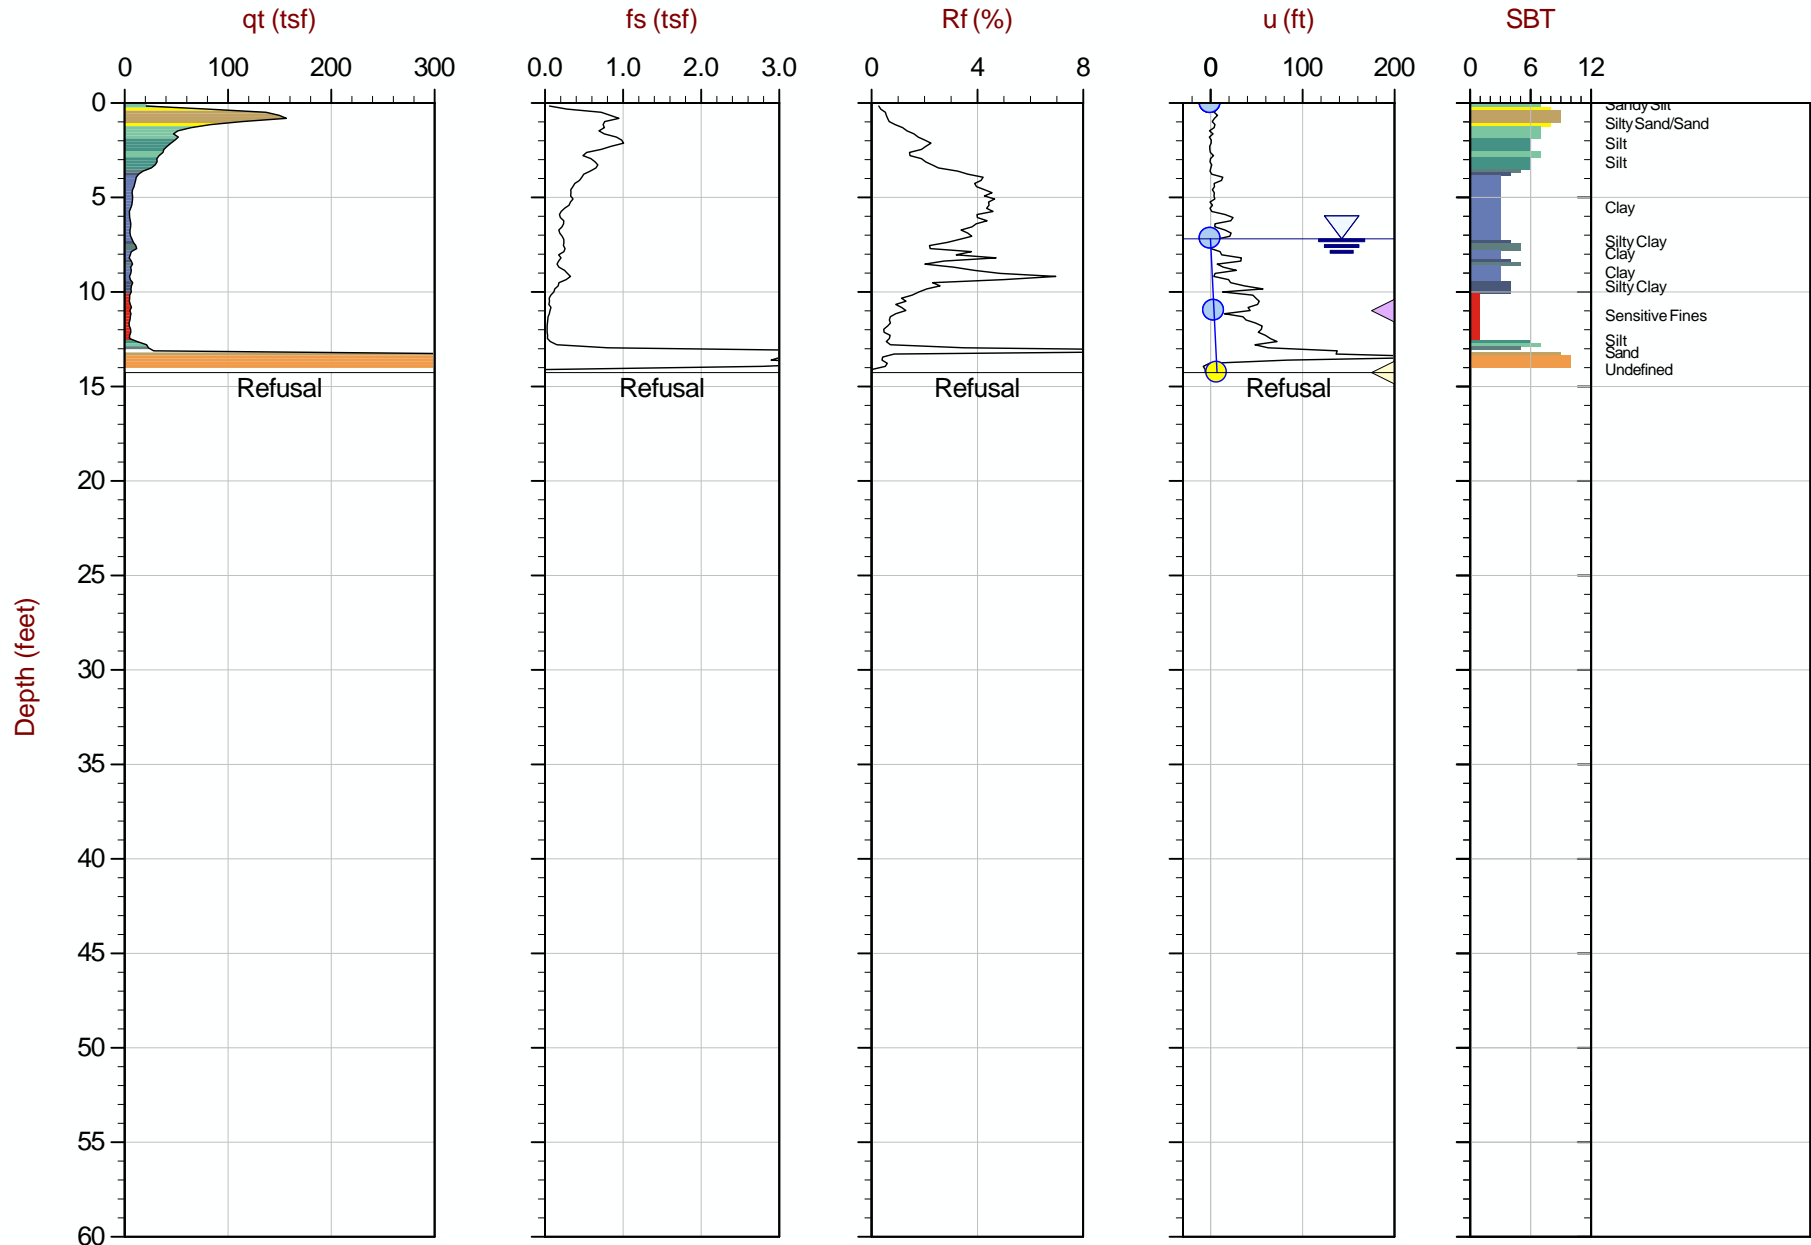 qt (tsf) fs (tsf) Rf (%) u (ft) SBT
0 100 200 300 0.0 1.0 2.0 3.0 0 4 8 0 100 200 0 6 12
0
Sandy Silt
Silty Sand/Sand
Silt
Silt
5
Clay
Silty Clay
Clay
Clay
Silty Clay
10
Sensitive Fines
Silt
Sand
Undefined
15
Refusal Refusal Refusal Refusal
20
25
30
Depth (feet)
35
40
45
50
55
60